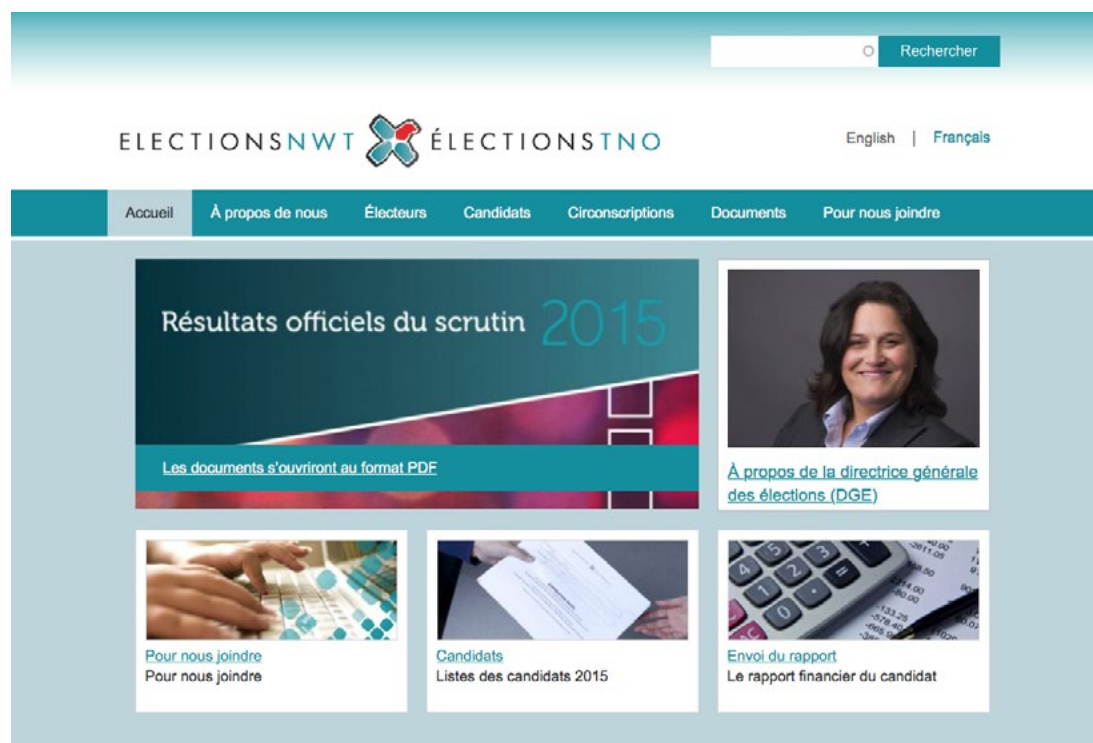 Rechercher
ELECTIONSNWT ÉLECTIONSTNO
English | Français
Accueil À propos de nous Électeurs Candidats Circonscriptions Documents Pour nous joindre
Résultats officiels du scrutin 2015
Les documents s'ouvriront au format PDF
À propos de la directrice générale
des élections (DGE)
Pour nous joindre
Pour nous joindre
Candidats
Listes des candidats 2015
Envoi du rapport
Le rapport financier du candidat